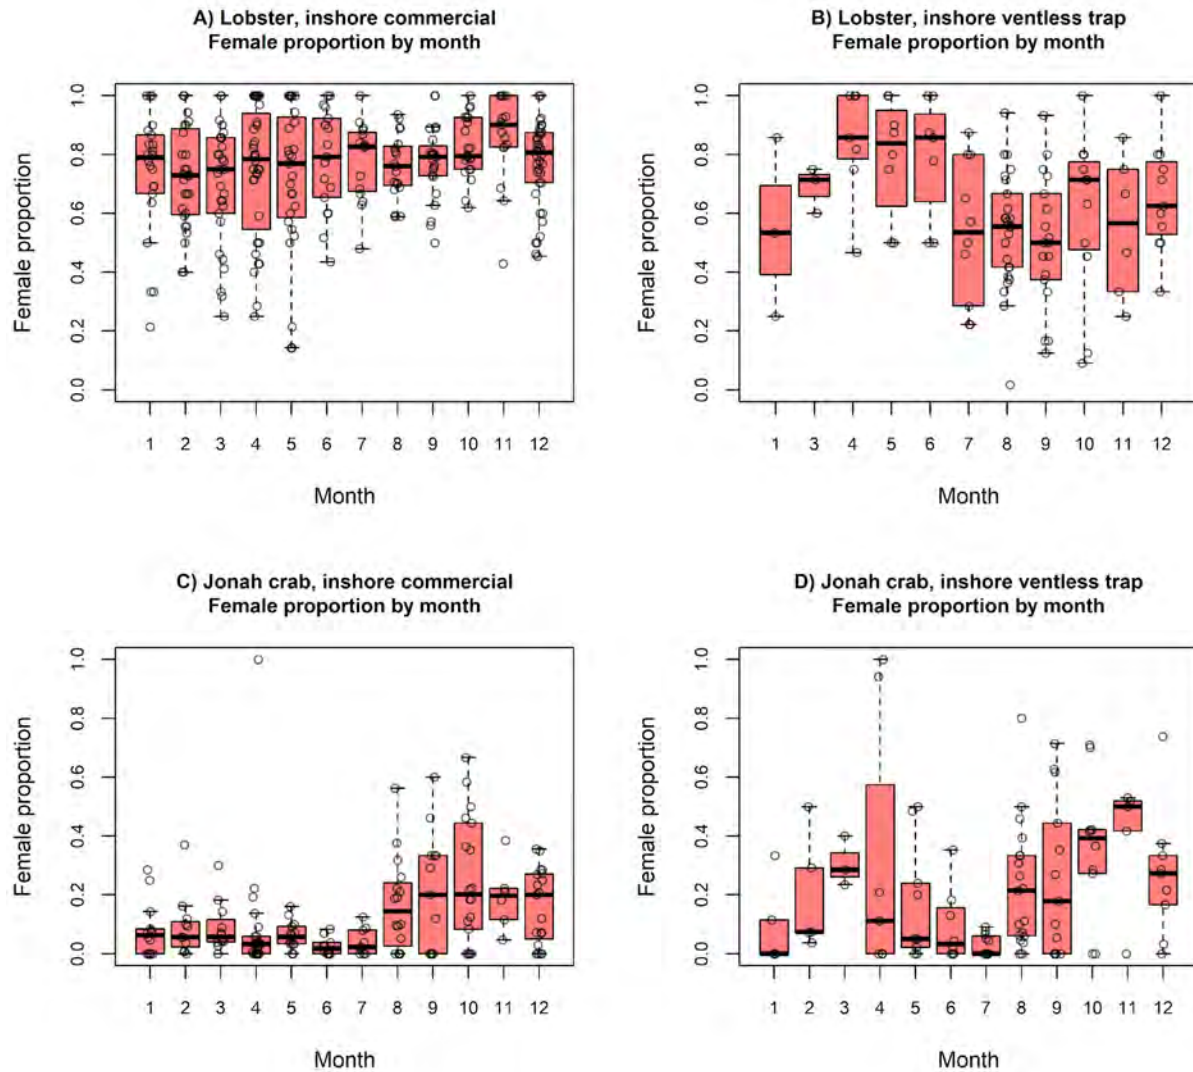 A) Lobster, inshore commercial
Female proportion by month
Female proportion
0.0 0.2 0.4 0.6 0.8 1.0
1 2 3 4 5 6 7 8 9 10 11 12
Month
B) Lobster, inshore ventless trap
Female proportion by month
Female proportion
0.0 0.2 0.4 0.6 0.8 1.0
1 3 4 5 6 7 8 9 10 11 12
Month
C) Jonah crab, inshore commercial
Female proportion by month
Female proportion
0.0 0.2 0.4 0.6 0.8 1.0
1 2 3 4 5 6 7 8 9 10 11 12
Month
D) Jonah crab, inshore ventless trap
Female proportion by month
Female proportion
0.0 0.2 0.4 0.6 0.8 1.0
1 2 3 4 5 6 7 8 9 10 11 12
Month